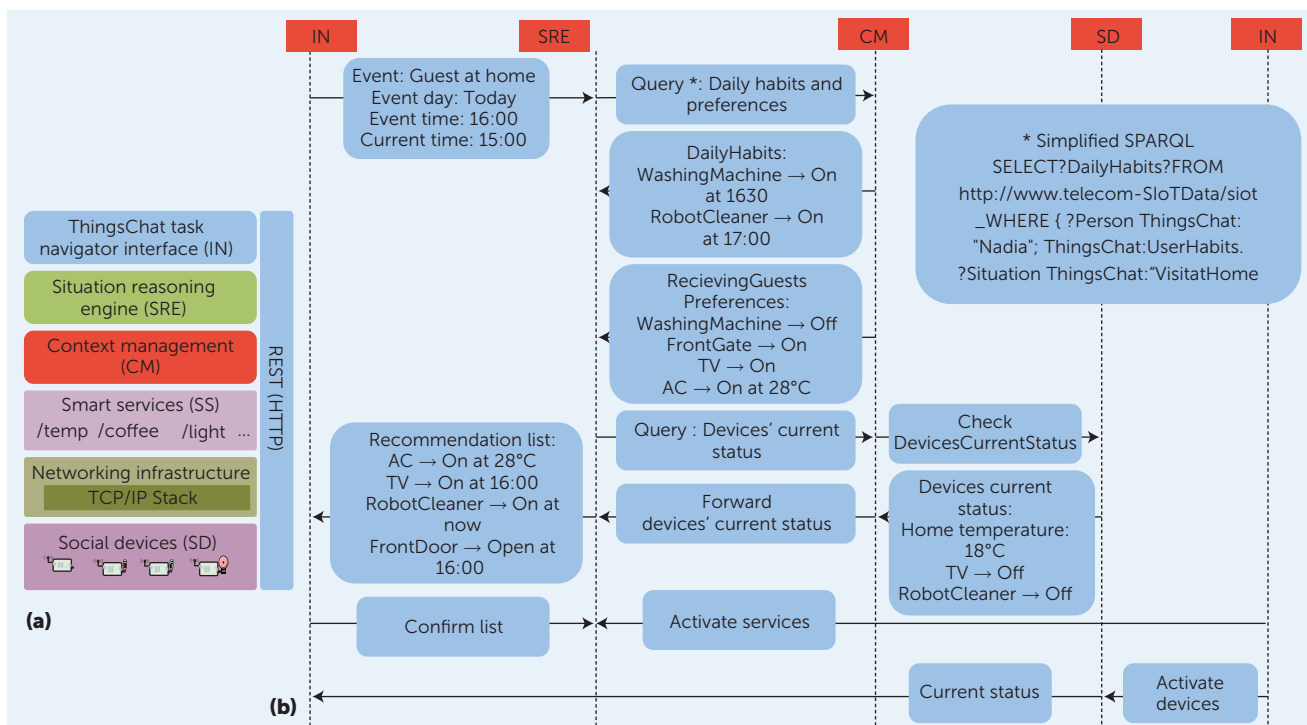 IN
SRE
CM
SD
IN
Event: Guest at home
Event day: Today
Event time: 16:00
Current time: 15:00
Query *: Daily habits and
preferences
* Simplified SPARQL
SELECT?DailyHabits?FROM
http://www.telecom-SIoTData/siot
_WHERE { ?Person ThingsChat:
"Nadia"; ThingsChat:UserHabits.
?Situation ThingsChat:“VisitatHome
DailyHabits:
WashingMachine → On
at 1630
RobotCleaner → On
at 17:00
ThingsChat task
navigator interface (IN)
Situation reasoning
engine (SRE)
Context management
(CM)
Smart services (SS)
/temp /coffee /light ...
Networking infrastructure
TCP/IP Stack
Social devices (SD)
REST (HTTP)
(a)
RecievingGuests
Preferences:
WashingMachine → Off
FrontGate → On
TV → On
AC → On at 28°C
Query : Devices’ current
status
Check
DevicesCurrentStatus
Recommendation list:
AC → On at 28°C
TV → On at 16:00
RobotCleaner → On at
now
FrontDoor → Open at
16:00
Forward
devices’ current status
Devices current
status:
Home temperature:
18°C
TV → Off
RobotCleaner → Off
Confirm list
Activate services
(b)
Current status
Activate
devices